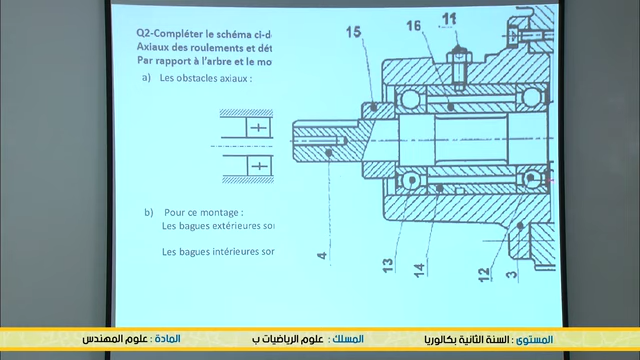 Q2-Compléter le schéma ci-d
Axiaux des roulements et dét
Par rapport à l'arbre et le mo
a) Les obstacles axiaux :
b) Pour ce montage :
Les bagues extérieures sor
Les bagues intérieures sor
15
16
11
4
13
14
12
3
المستوى : السنة الثانية بكالوريا
المسلك : علوم الرياضيات ب
المادة : علوم المهندس